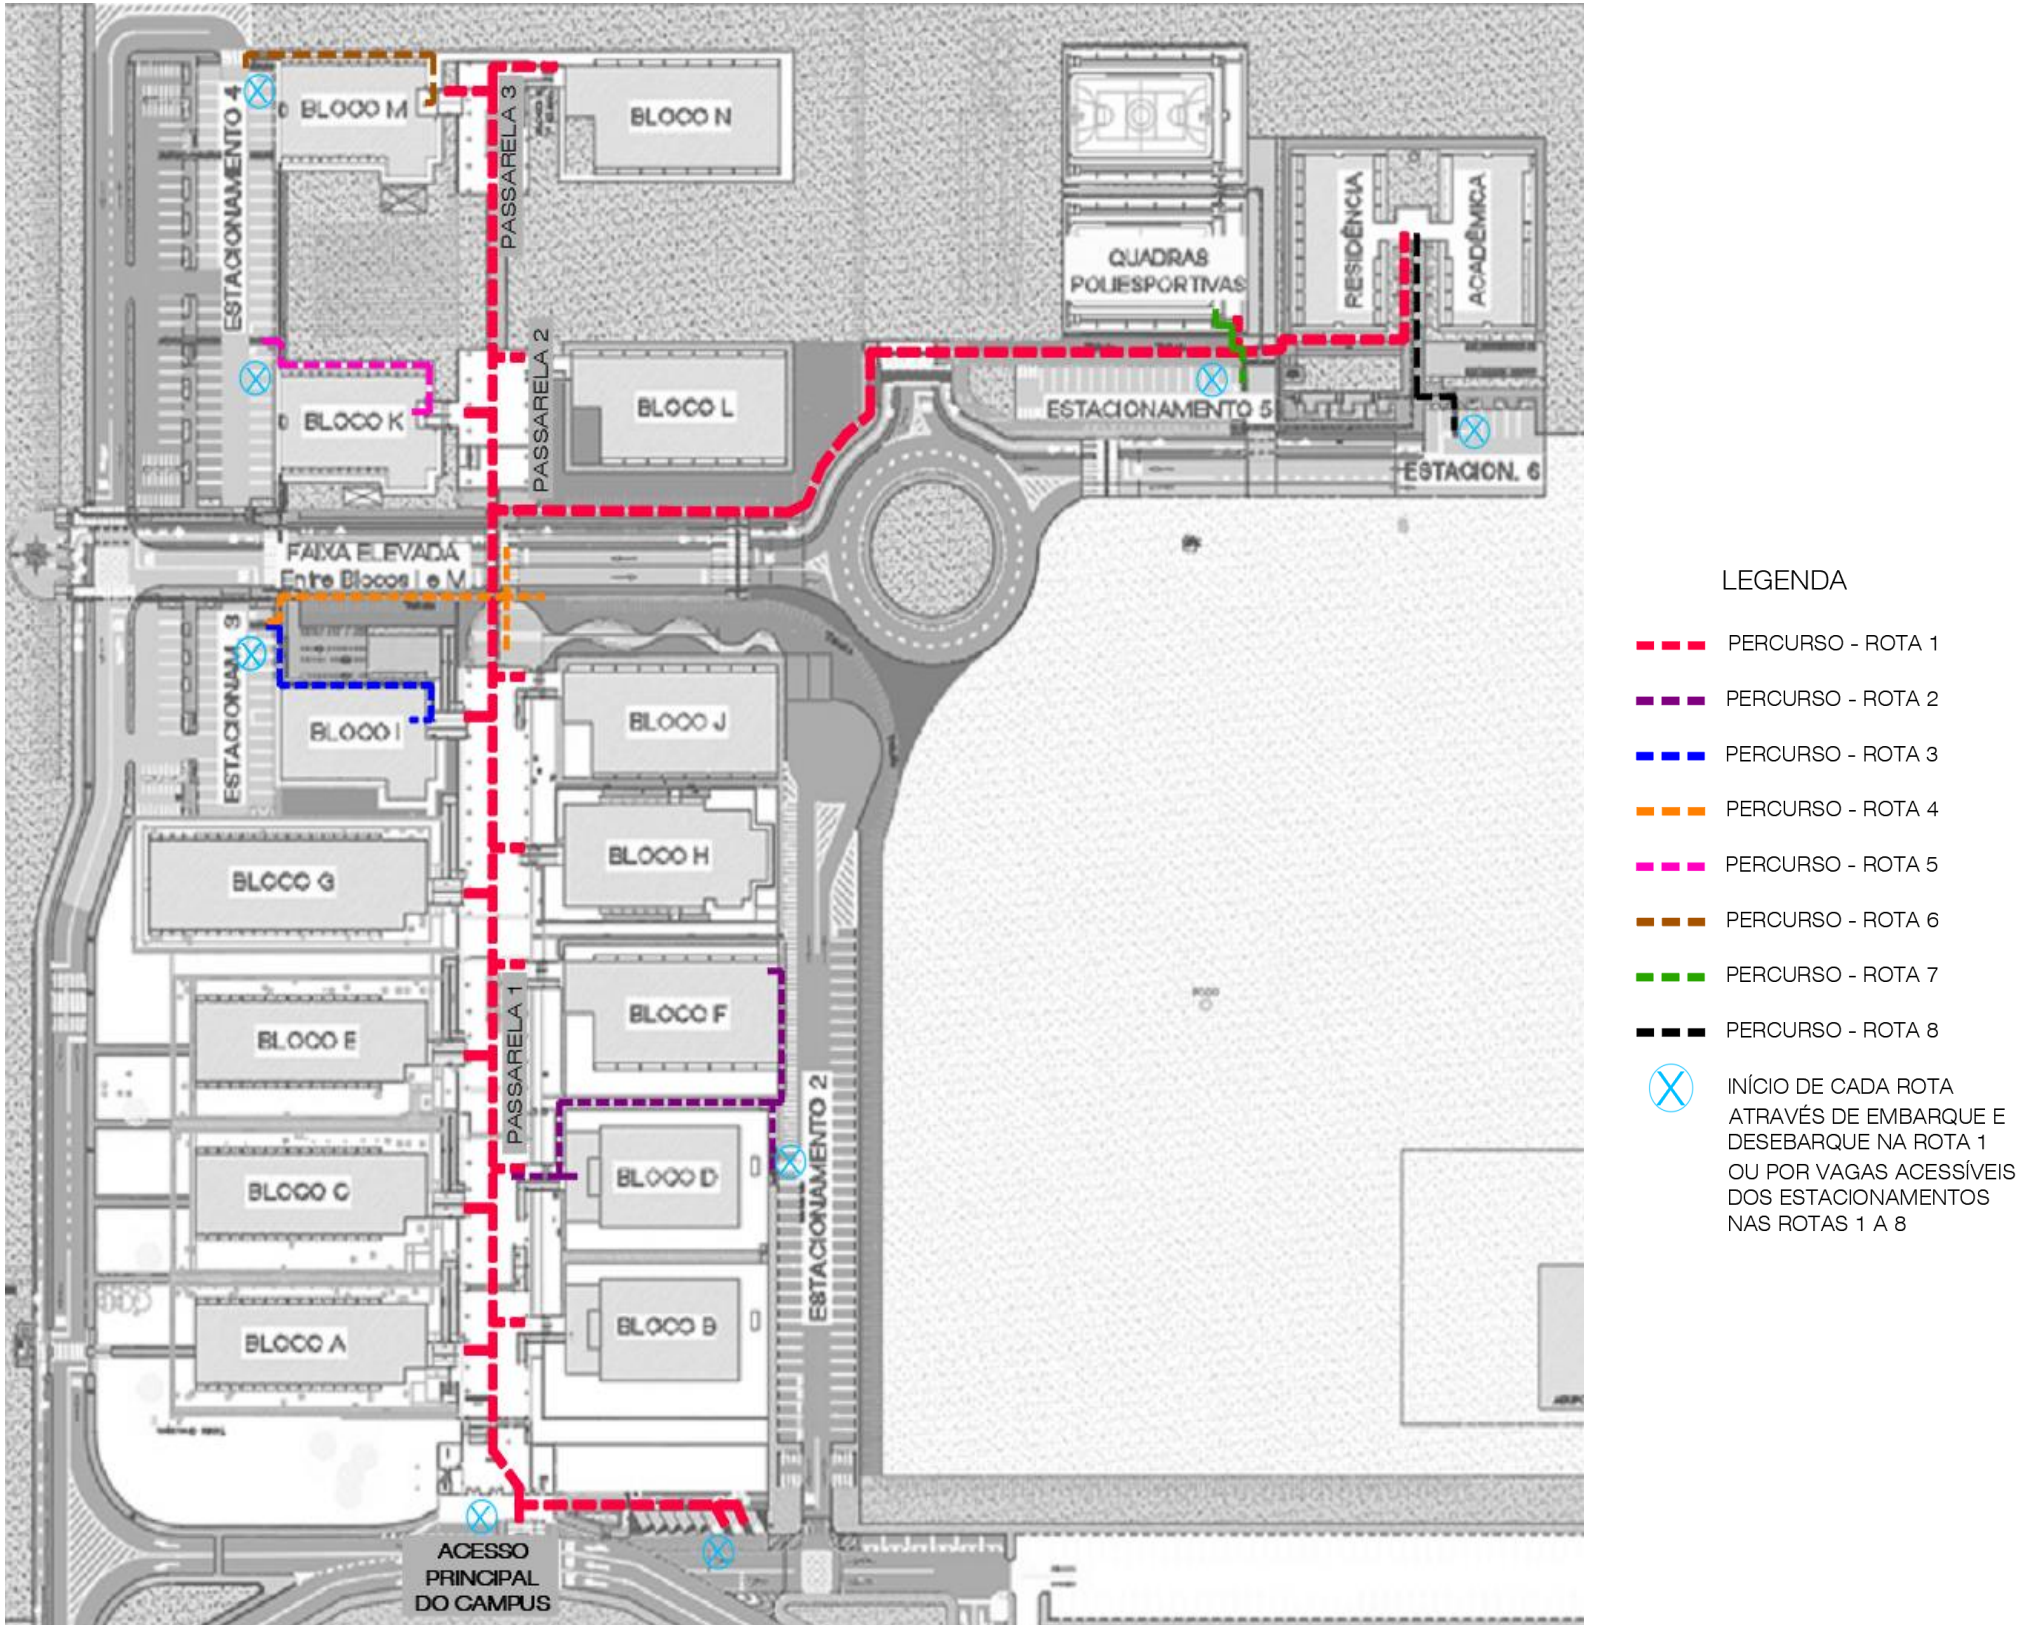 BLOCO M
BLOCO N
ESTACIONAMENTO 4
PASSARELA 3
QUADRAS
POLIESPORTIVAS
RESIDÊNCIA
ACADÊMICA
PASSARELA 2
BLOCO K
BLOCO L
ESTACIONAMENTO 5
ESTACION. 6
FAIXA ELEVADA
Entre Blocos I e M
ESTACIONAM. 3
BLOCO I
BLOCO J
BLOCO G
BLOCO H
BLOCO E
BLOCO F
PASSARELA 1
ESTACIONAMENTO 2
BLOCO C
BLOCO D
BLOCO A
BLOCO B
ACESSO
PRINCIPAL
DO CAMPUS
LEGENDA
PERCURSO - ROTA 1
PERCURSO - ROTA 2
PERCURSO - ROTA 3
PERCURSO - ROTA 4
PERCURSO - ROTA 5
PERCURSO - ROTA 6
PERCURSO - ROTA 7
PERCURSO - ROTA 8
INÍCIO DE CADA ROTA
ATRAVÉS DE EMBARQUE E
DESEBARQUE NA ROTA 1
OU POR VAGAS ACESSÍVEIS
DOS ESTACIONAMENTOS
NAS ROTAS 1 A 8